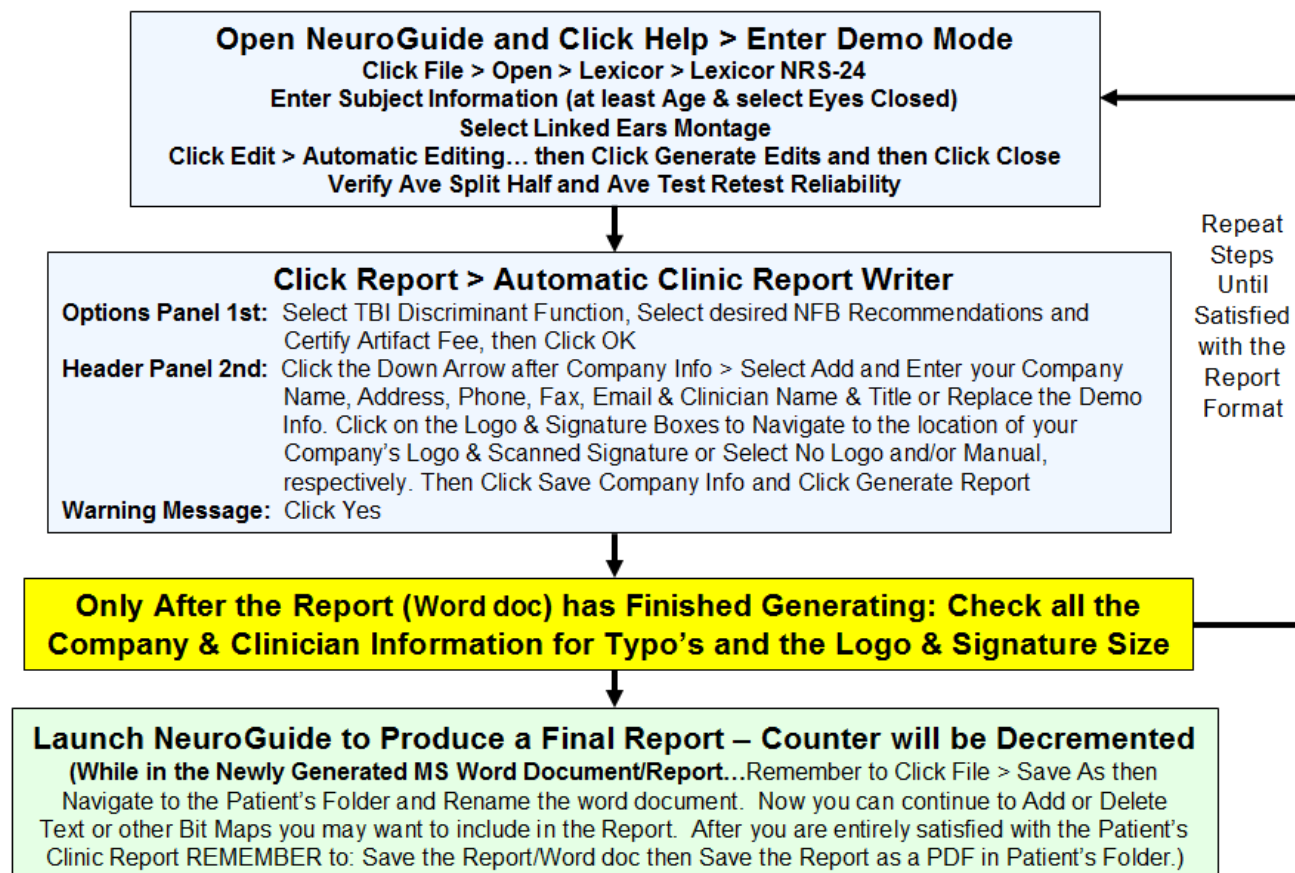 Open NeuroGuide and Click Help > Enter Demo Mode
Click File > Open > Lexicor > Lexicor NRS-24
Enter Subject Information (at least Age & select Eyes Closed)
Select Linked Ears Montage
Click Edit > Automatic Editing… then Click Generate Edits and then Click Close
Verify Ave Split Half and Ave Test Retest Reliability
Click Report > Automatic Clinic Report Writer
Options Panel 1st: Select TBI Discriminant Function, Select desired NFB Recommendations and
Certify Artifact Fee, then Click OK
Header Panel 2nd: Click the Down Arrow after Company Info > Select Add and Enter your Company
Name, Address, Phone, Fax, Email & Clinician Name & Title or Replace the Demo
Info. Click on the Logo & Signature Boxes to Navigate to the location of your
Company's Logo & Scanned Signature or Select No Logo and/or Manual,
respectively. Then Click Save Company Info and Click Generate Report
Warning Message: Click Yes
Repeat
Steps
Until
Satisfied
with the
Report
Format
Only After the Report (Word doc) has Finished Generating: Check all the
Company & Clinician Information for Typo's and the Logo & Signature Size
Launch NeuroGuide to Produce a Final Report – Counter will be Decremented
(While in the Newly Generated MS Word Document/Report…Remember to Click File > Save As then
Navigate to the Patient's Folder and Rename the word document. Now you can continue to Add or Delete
Text or other Bit Maps you may want to include in the Report. After you are entirely satisfied with the Patient's
Clinic Report REMEMBER to: Save the Report/Word doc then Save the Report as a PDF in Patient's Folder.)